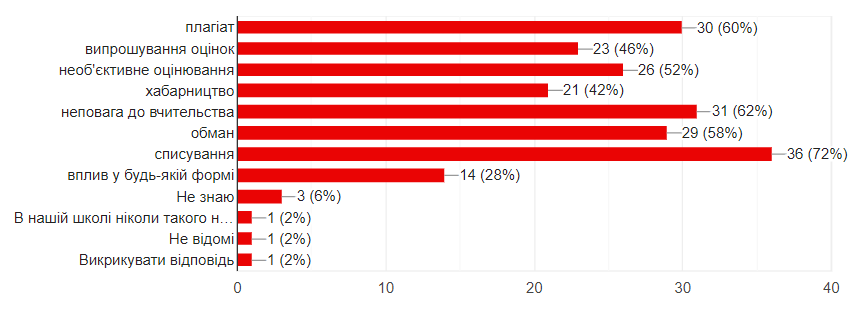 плагіат 30 (60%)
випрошування оцінок 23 (46%)
необ'єктивне оцінювання 26 (52%)
хабарництво 21 (42%)
неповага до вчительства 31 (62%)
обман 29 (58%)
списування 36 (72%)
вплив у будь-якій формі 14 (28%)
Не знаю 3 (6%)
В нашій школі ніколи такого н... 1 (2%)
Не відомі 1 (2%)
Викрикувати відповідь 1 (2%)
0 10 20 30 40